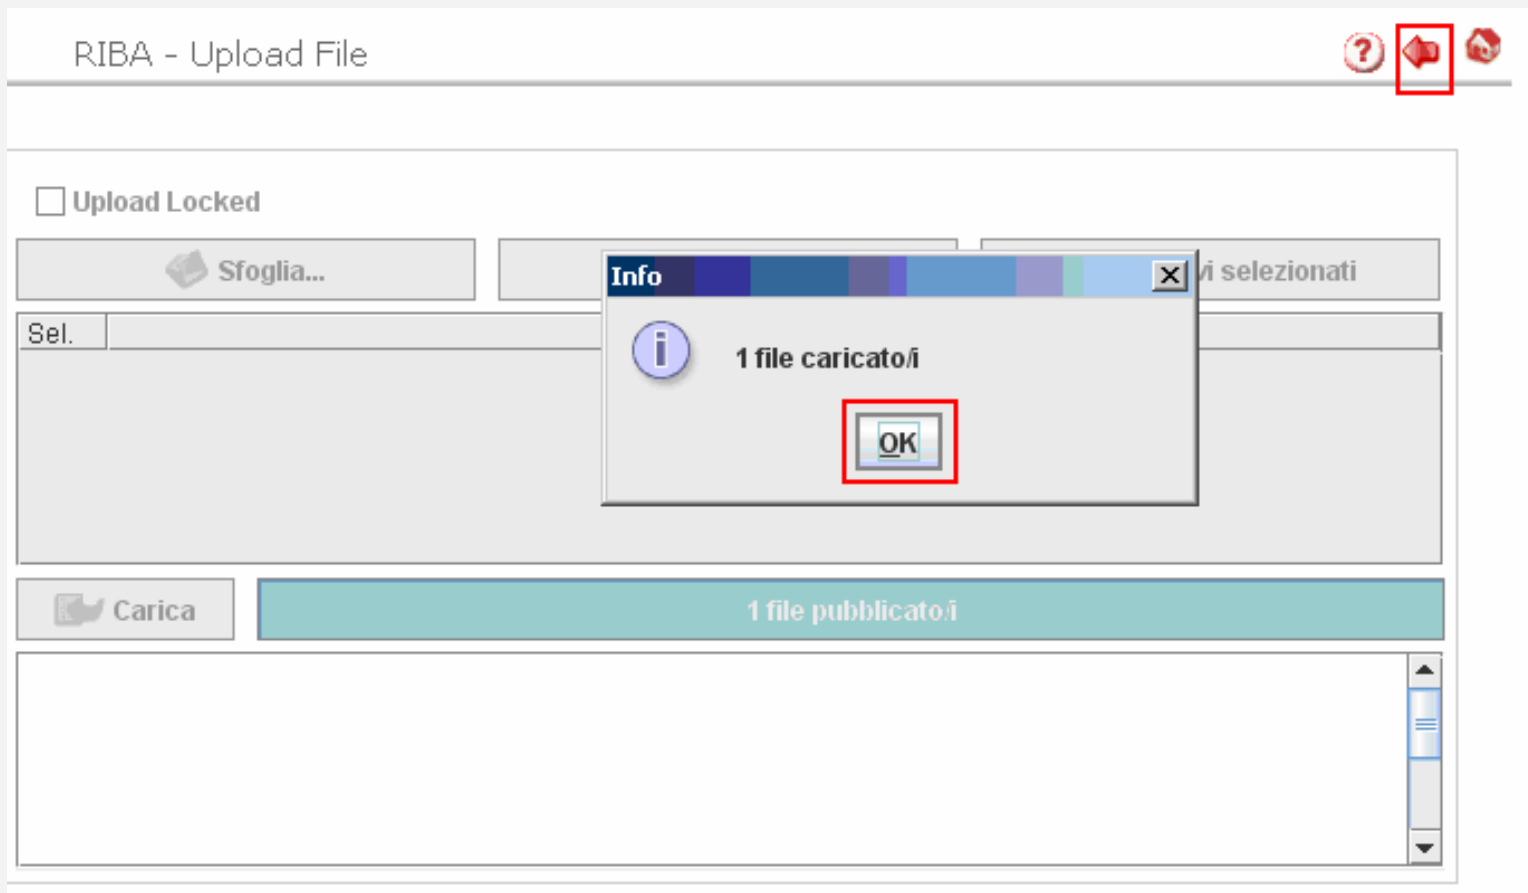 RIBA - Upload File
?
Upload Locked
Sfoglia...
selezionati
Info
Sel.
i
1 file caricato/i
OK
Carica
1 file pubblicato/i